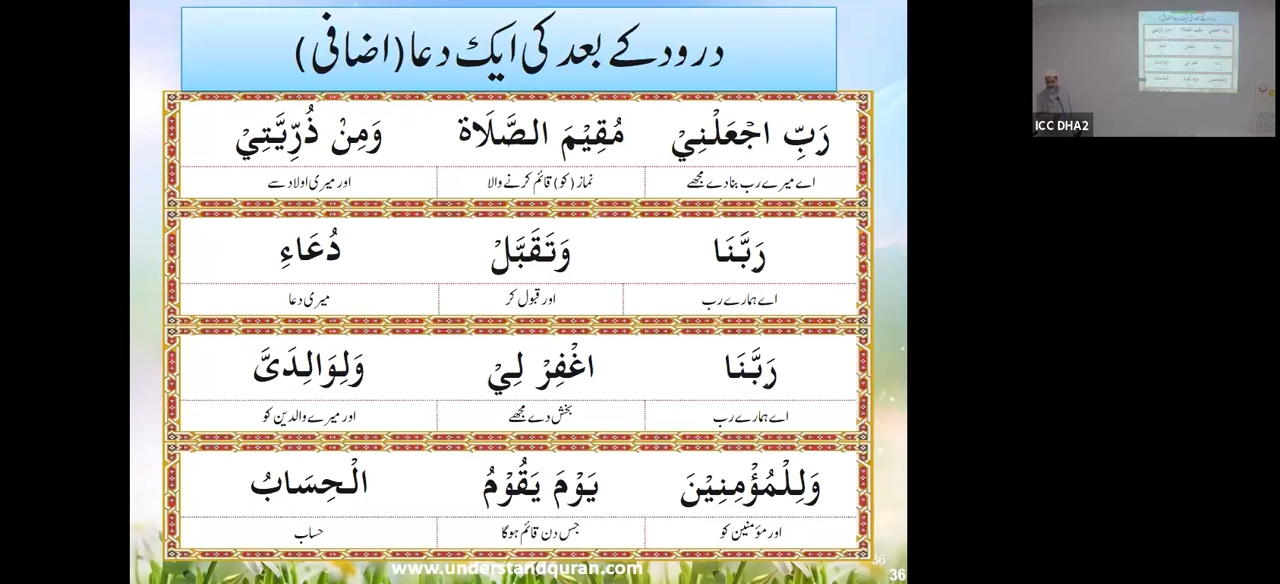 درود کے بعد کی ایک دعا (اضافی)
رَبِّ اجْعَلْنِيْ مُقِيْمَ الصَّلَاة وَمِنْ ذُرِّيَّتِيْ
اے میرے رب بنا دے مجھے نماز (کو) قائم کرنے والا اور میری اولاد سے
رَبَّنَا وَتَقَبَّلْ دُعَاءِ
اے ہمارے رب اور قبول کر میری دعا
رَبَّنَا اغْفِرْ لِيْ وَلِوَالِدَىَّ
اے ہمارے رب بخش دے مجھے اور میرے والدین کو
وَلِلْمُؤْمِنِيْنَ يَوْمَ يَقُوْمُ الْحِسَابُ
اور مؤمنین کو جس دن قائم ہوگا حساب
www.understandquran.com
36
36
ICC DHA2